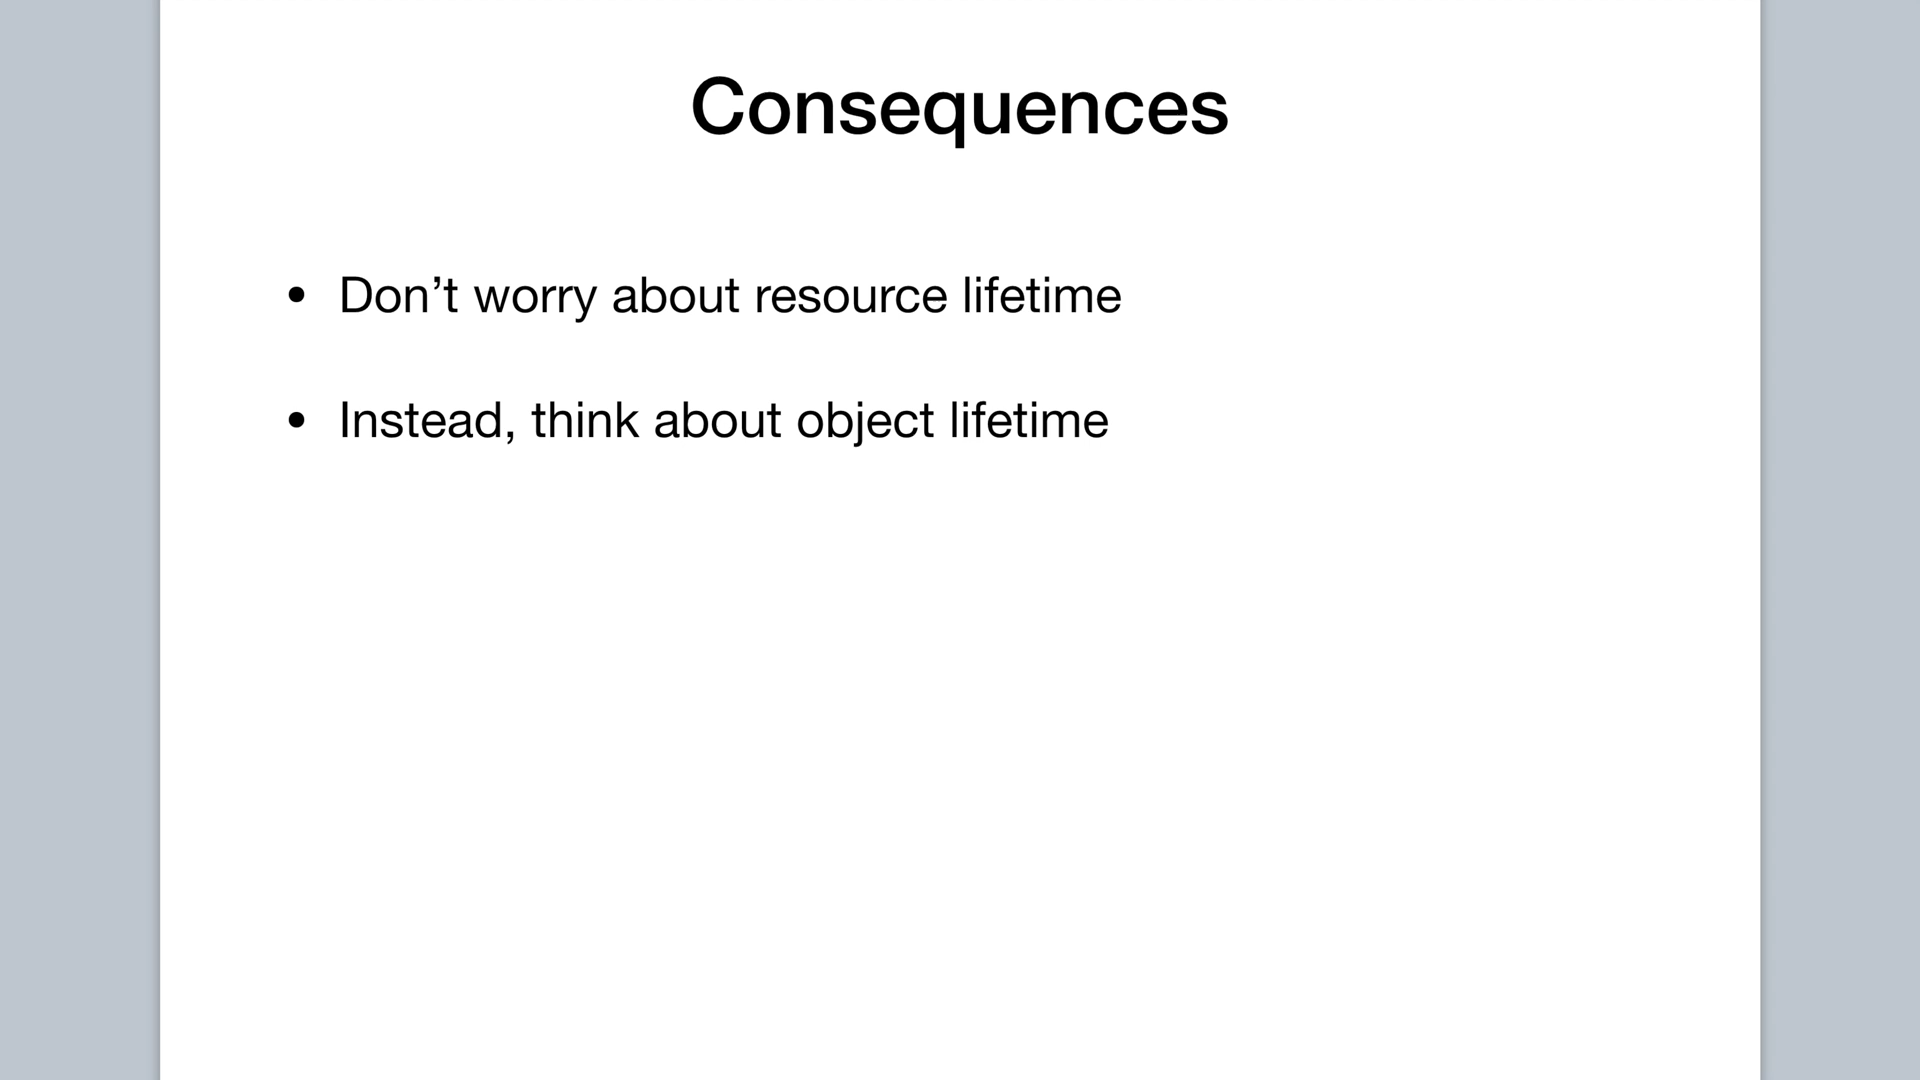 Consequences
• Don’t worry about resource lifetime
• Instead, think about object lifetime